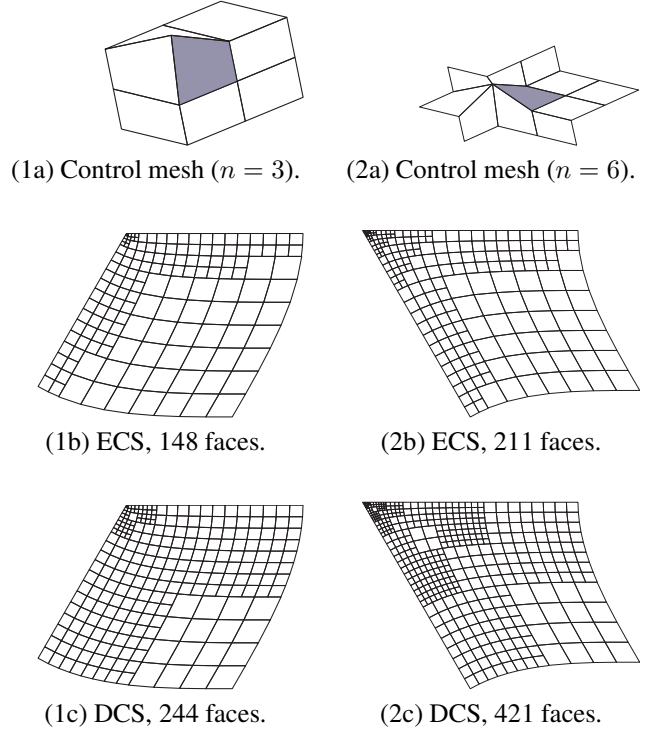 (1a) Control mesh (n = 3).
(2a) Control mesh (n = 6).
(1b) ECS, 148 faces.
(2b) ECS, 211 faces.
(1c) DCS, 244 faces.
(2c) DCS, 421 faces.